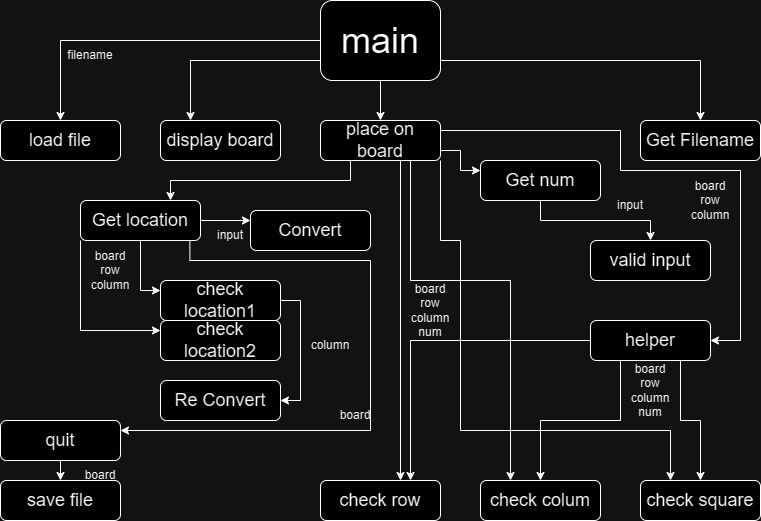 main
filename
load file
display board
place on
board
Get Filename
Get num
board
row
column
Get location
input
Convert
input
valid input
board
row
column
check
location1
check
location2
column
board
row
column
num
helper
board
row
column
num
Re Convert
board
quit
board
save file
check row
check colum
check square